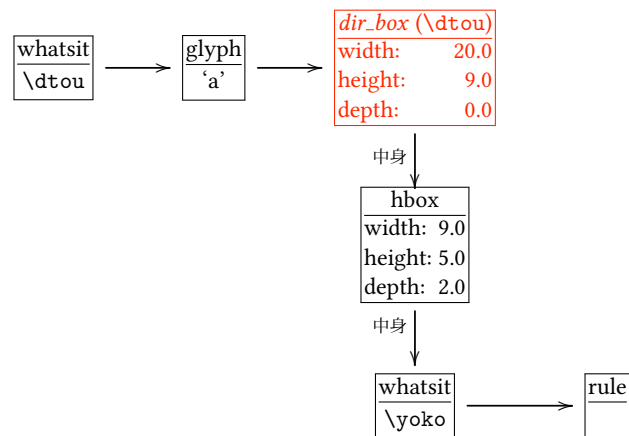 whatsit
\dtou
glyph
‘a’
dir_box (\dtou)
width: 20.0
height: 9.0
depth: 0.0
中身
hbox
width: 9.0
height: 5.0
depth: 2.0
中身
whatsit
\yoko
rule